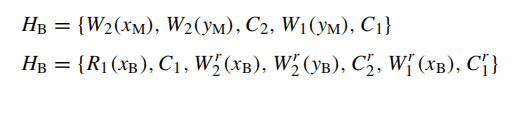 H_B = {W_2(x_M), W_2(y_M), C_2, W_1(y_M), C_1}
H_B = {R_1(x_B), C_1, W_2^r(x_B), W_2^r(y_B), C_2^r, W_1^r(x_B), C_1^r}